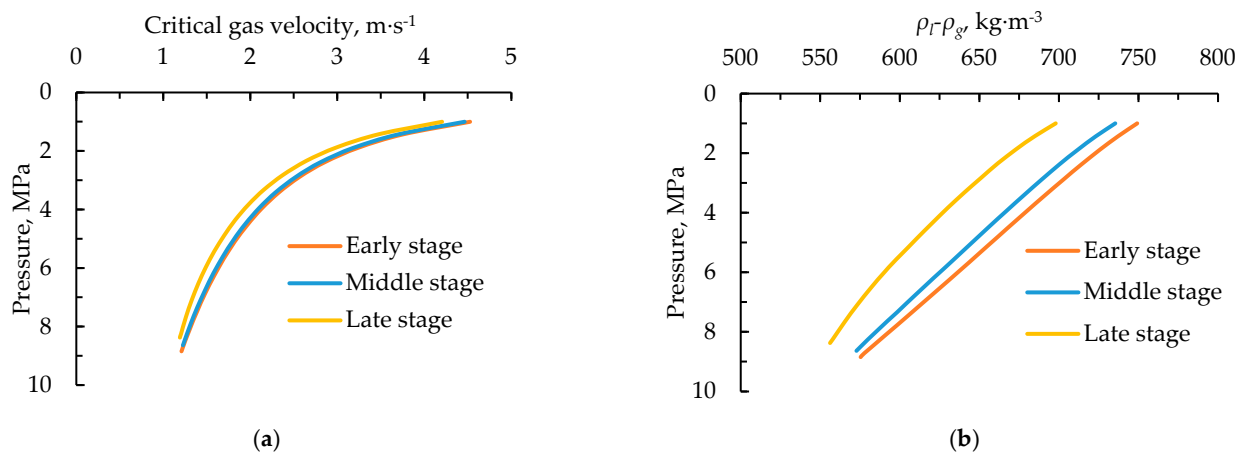 Critical gas velocity, m·s⁻¹
0 1 2 3 4 5
0
2
4
6
8
10
Pressure, MPa
Early stage
Middle stage
Late stage
(a)
ρl-ρg, kg·m⁻³
500 550 600 650 700 750 800
0
2
4
6
8
10
Pressure, MPa
Early stage
Middle stage
Late stage
(b)